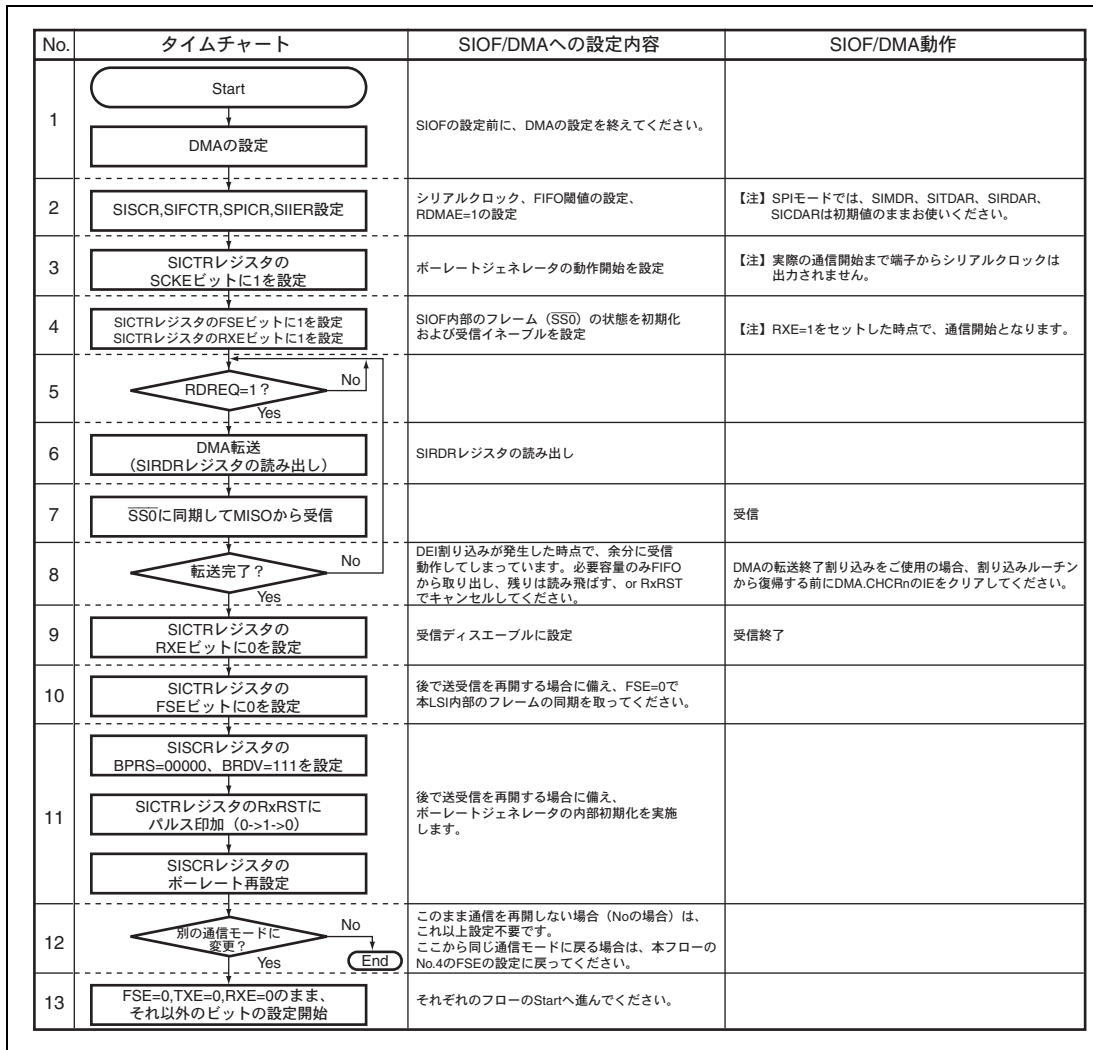 No.
タイムチャート
SIOF/DMAへの設定内容
SIOF/DMA動作
1
Start
DMAの設定
SIOFの設定前に、DMAの設定を終えてください。
2
SISCR,SIFCTR,SPICR,SIIER設定
シリアルクロック、FIFO閾値の設定、
RDMAE=1の設定
【注】SPIモードでは、SIMDR、SITDAR、SIRDAR、
SICDARは初期値のままお使いください。
3
SICTRレジスタの
SCKEビットに1を設定
ボーレートジェネレータの動作開始を設定
【注】実際の通信開始まで端子からシリアルクロックは
出力されません。
4
SICTRレジスタのFSEビットに1を設定
SICTRレジスタのRXEビットに1を設定
SIOF内部のフレーム（SS0）の状態を初期化
および受信イネーブルを設定
【注】RXE=1をセットした時点で、通信開始となります。
5
RDREQ=1？
No
Yes
6
DMA転送
（SIRDRレジスタの読み出し）
SIRDRレジスタの読み出し
7
SS0に同期してMISOから受信
受信
8
転送完了？
No
Yes
DEI割り込みが発生した時点で、余分に受信
動作してしまっています。必要容量のみFIFO
から取り出し、残りは読み飛ばす、or RxRST
でキャンセルしてください。
DMAの転送終了割り込みをご使用の場合、割り込みルーチン
から復帰する前にDMA.CHCRnのIEをクリアしてください。
9
SICTRレジスタの
RXEビットに0を設定
受信ディスエーブルに設定
受信終了
10
SICTRレジスタの
FSEビットに0を設定
後で送受信を再開する場合に備え、FSE=0で
本LSI内部のフレームの同期を取ってください。
11
SISCRレジスタの
BPRS=00000、BRDV=111を設定
SICTRレジスタのRxRSTに
パルス印加（0->1->0）
SISCRレジスタの
ボーレート再設定
後で送受信を再開する場合に備え、
ボーレートジェネレータの内部初期化を実施
します。
12
別の通信モードに
変更？
No
Yes
End
このまま通信を再開しない場合（Noの場合）は、
これ以上設定不要です。
ここから同じ通信モードに戻る場合は、本フローの
No.4のFSEの設定に戻ってください。
13
FSE=0,TXE=0,RXE=0のまま、
それ以外のビットの設定開始
それぞれのフローのStartへ進んでください。